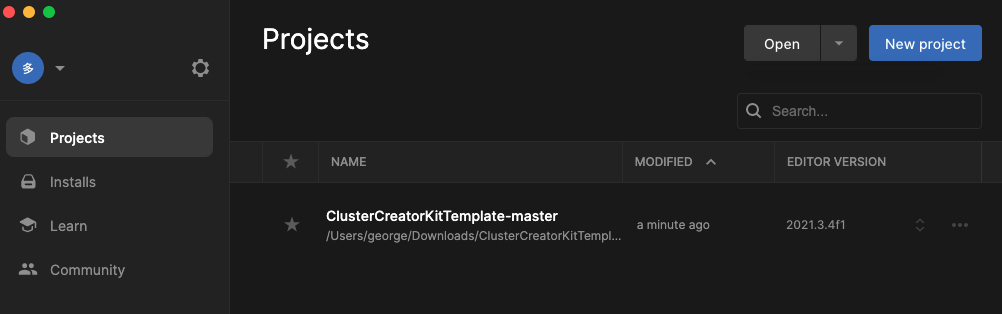 Projects
Open
New project
多
Search...
Projects
Installs
Learn
Community
NAME
MODIFIED
EDITOR VERSION
ClusterCreatorKitTemplate-master
/Users/george/Downloads/ClusterCreatorKitTempl...
a minute ago
2021.3.4f1